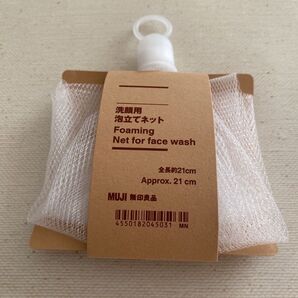 洗顔用
泡立てネット
Foaming
Net for face wash
全長約21cm
Approx. 21 cm
MUJI 無印良品
4550182045031 MN